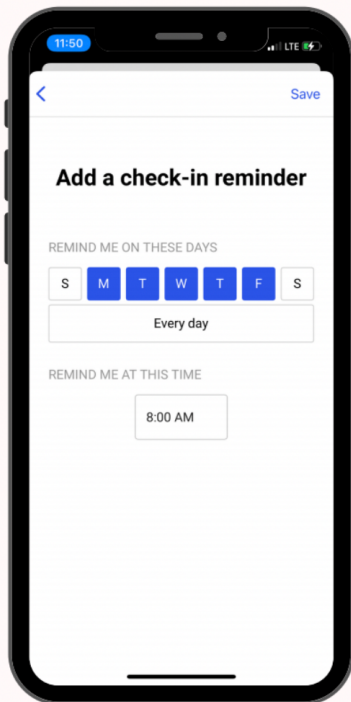 11:50 LTE
Save
Add a check-in reminder
REMIND ME ON THESE DAYS
S M T W T F S
Every day
REMIND ME AT THIS TIME
8:00 AM